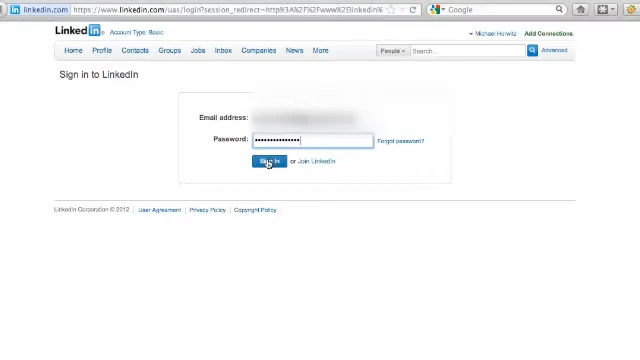 linkedin.com https://www.linkedin.com/uas/login?session_redirect=http%3A%2F%2Fwww%2Elinkedin% Google
Linked in Account Type: Basic Michael Horwitz Add Connections
Home Profile Contacts Groups Jobs Inbox Companies News More People Search... Advanced
Sign in to LinkedIn
Email address:
Password: ••••••••••••••• Forgot password?
Sign In or Join LinkedIn
LinkedIn Corporation © 2012 User Agreement Privacy Policy Copyright Policy